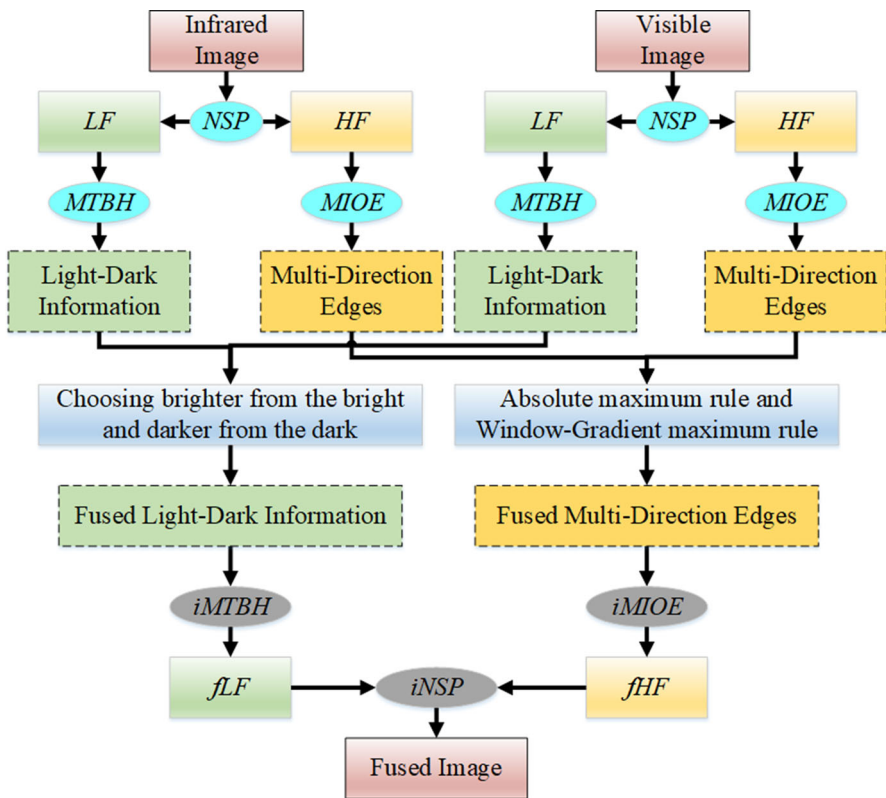 Infrared
Image
Visible
Image
LF
NSP
HF
LF
NSP
HF
MTBH
MIOE
MTBH
MIOE
Light-Dark
Information
Multi-Direction
Edges
Light-Dark
Information
Multi-Direction
Edges
Choosing brighter from the bright
and darker from the dark
Absolute maximum rule and
Window-Gradient maximum rule
Fused Light-Dark Information
Fused Multi-Direction Edges
iMTBH
iMIOE
fLF
iNSP
fHF
Fused Image